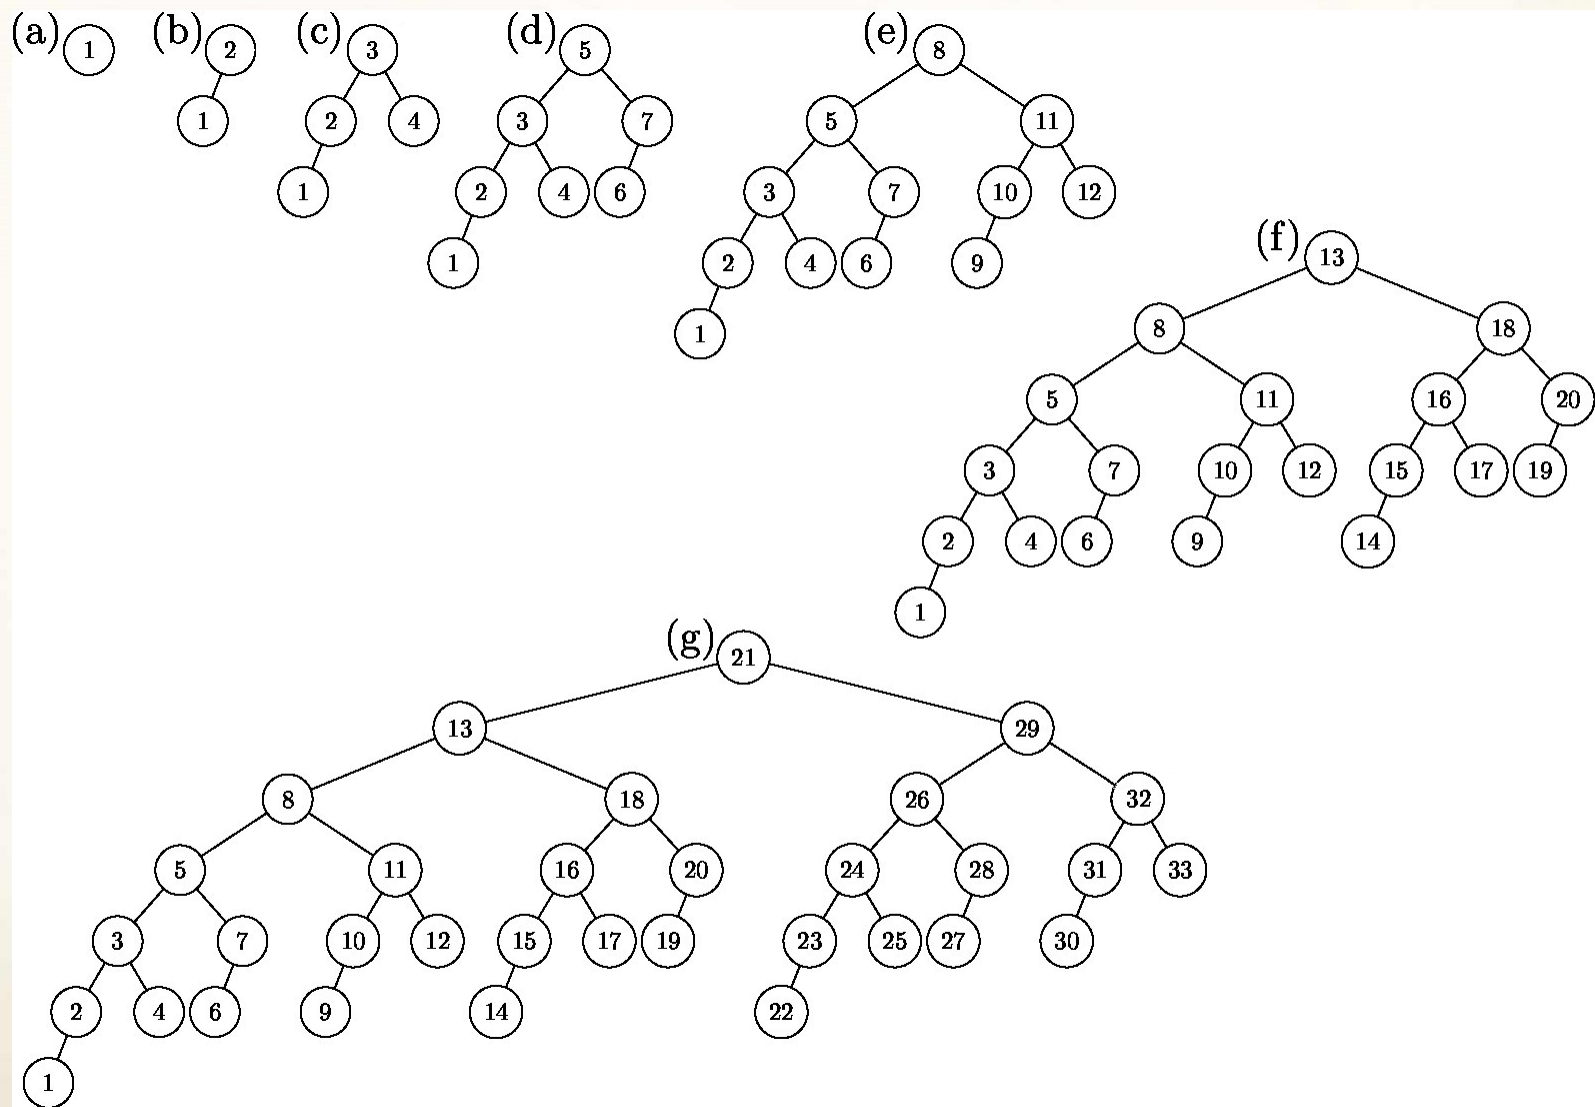 (a) 1 (b) 2 (c) 3 (d) 5 (e) 8
1 2 4 3 7 5 11
1 2 4 6 3 7 10 12
1 2 4 6 9
1
(f) 13
8 18
5 11 16 20
3 7 10 12 15 17 19
2 4 6 9 14
1
(g) 21
13 29
8 18 26 32
5 11 16 20 24 28 31 33
3 7 10 12 15 17 19 23 25 27 30
2 4 6 9 14 22
1